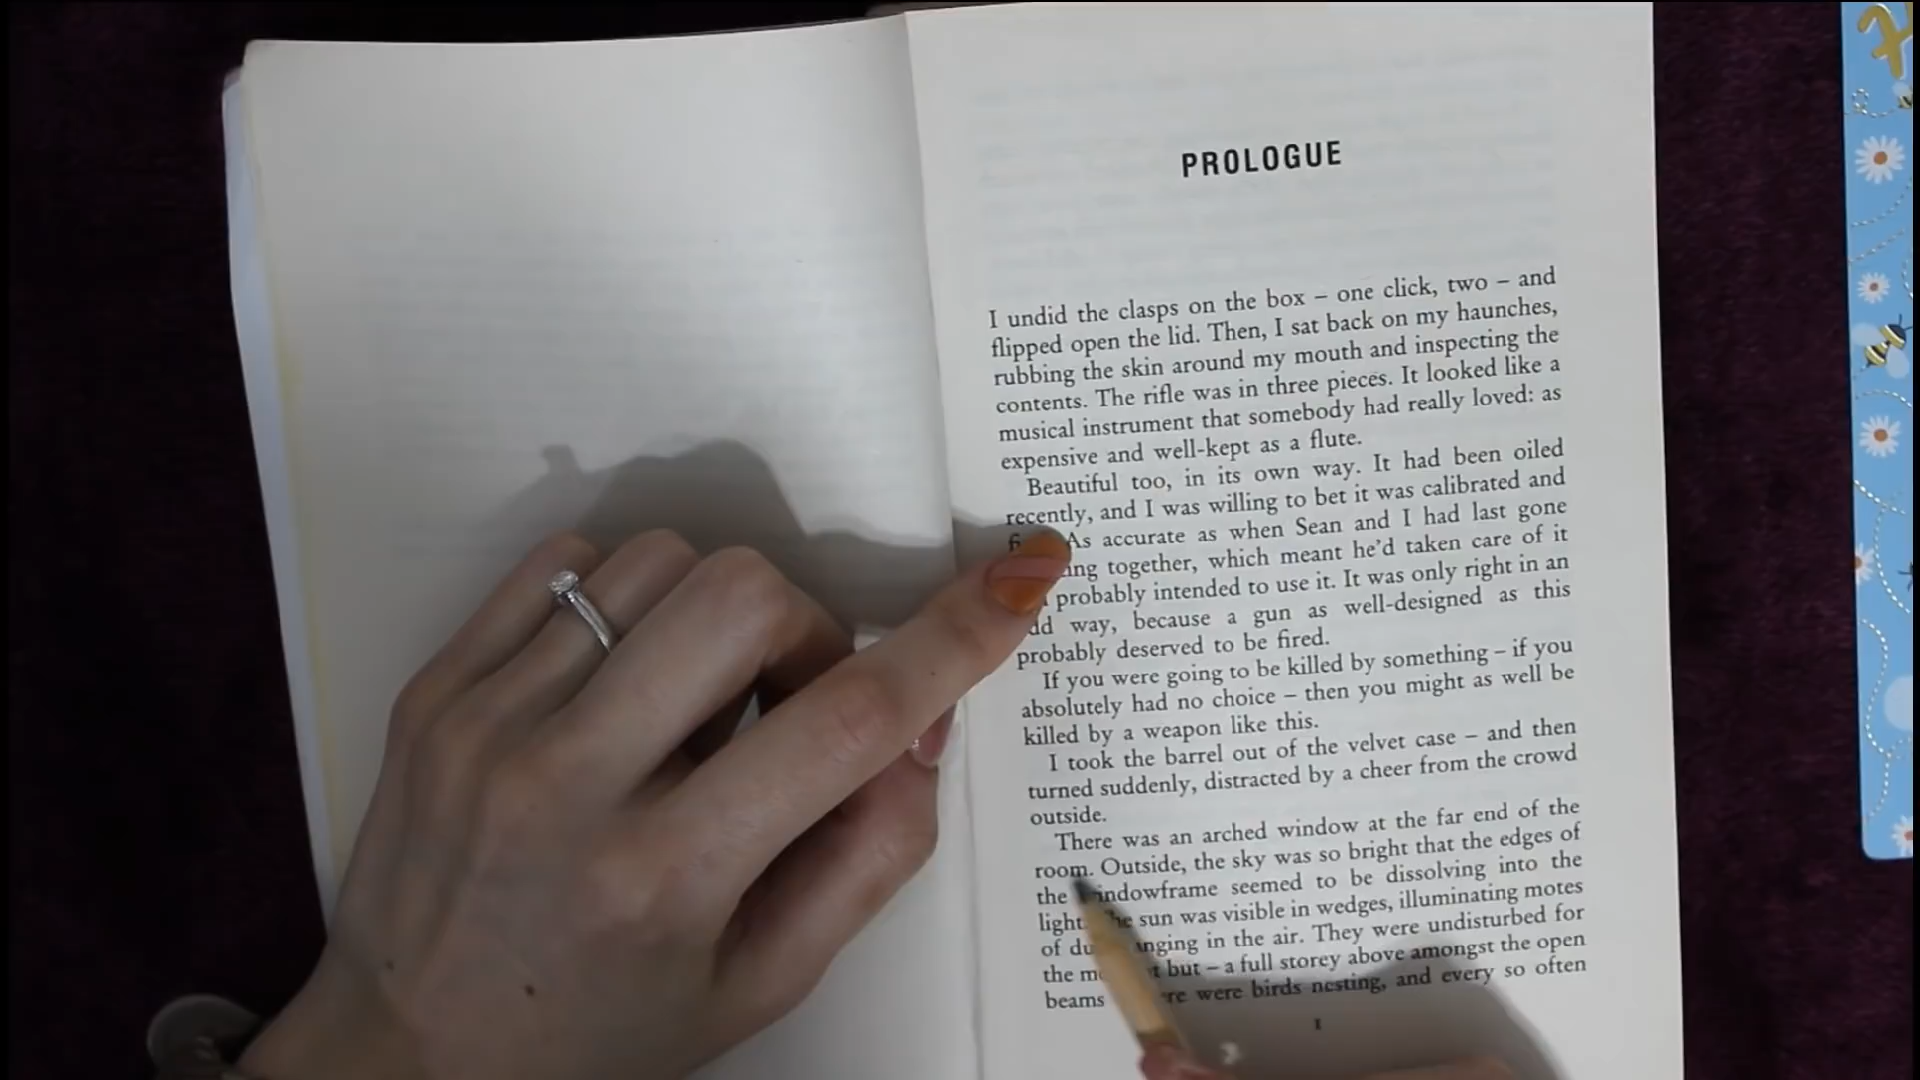 PROLOGUE
I undid the clasps on the box – one click, two – and
flipped open the lid. Then, I sat back on my haunches,
rubbing the skin around my mouth and inspecting the
contents. The rifle was in three pieces. It looked like a
musical instrument that somebody had really loved: as
expensive and well-kept as a flute.
Beautiful too, in its own way. It had been oiled
recently, and I was willing to bet it was calibrated and
As accurate as when Sean and I had last gone
together, which meant he'd taken care of it
probably intended to use it. It was only right in an
way, because a gun as well-designed as this
probably deserved to be fired.
If you were going to be killed by something – if you
absolutely had no choice – then you might as well be
killed by a weapon like this.
I took the barrel out of the velvet case – and then
turned suddenly, distracted by a cheer from the crowd
outside.
There was an arched window at the far end of the
room. Outside, the sky was so bright that the edges of
the indowframe seemed to be dissolving into the
light. sun was visible in wedges, illuminating motes
of in the air. They were undisturbed for
the but – a full storey above amongst the open
beams were birds nesting, and every so often
1